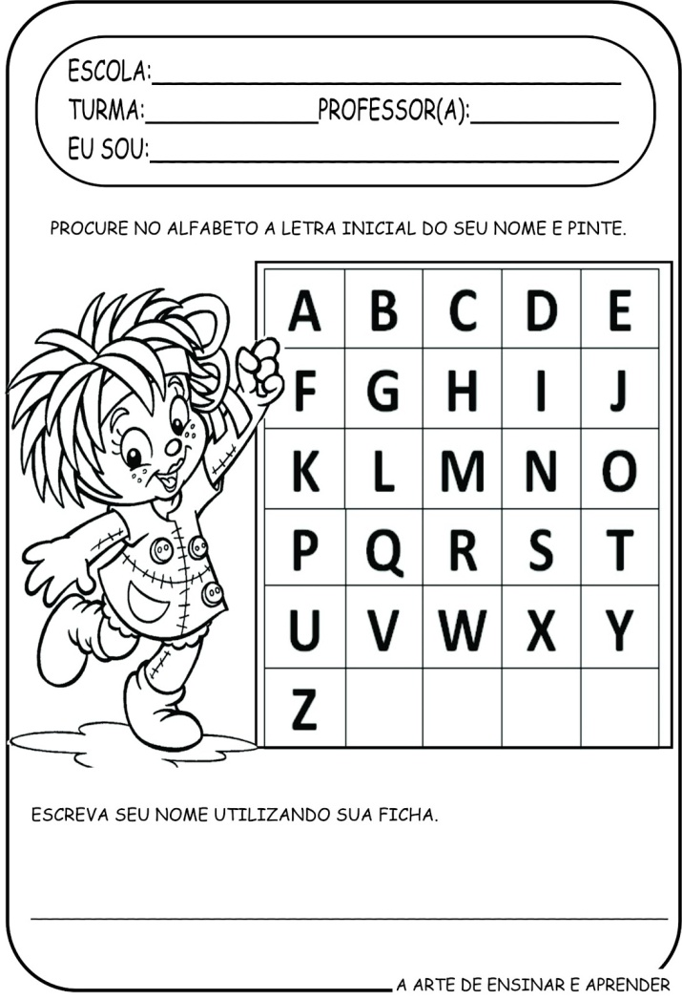 ESCOLA:
TURMA: PROFESSOR(A):
EU SOU:
PROCURE NO ALFABETO A LETRA INICIAL DO SEU NOME E PINTE.
A B C D E
F G H I J
K L M N O
P Q R S T
U V W X Y
Z
ESCREVA SEU NOME UTILIZANDO SUA FICHA.
A ARTE DE ENSINAR E APRENDER